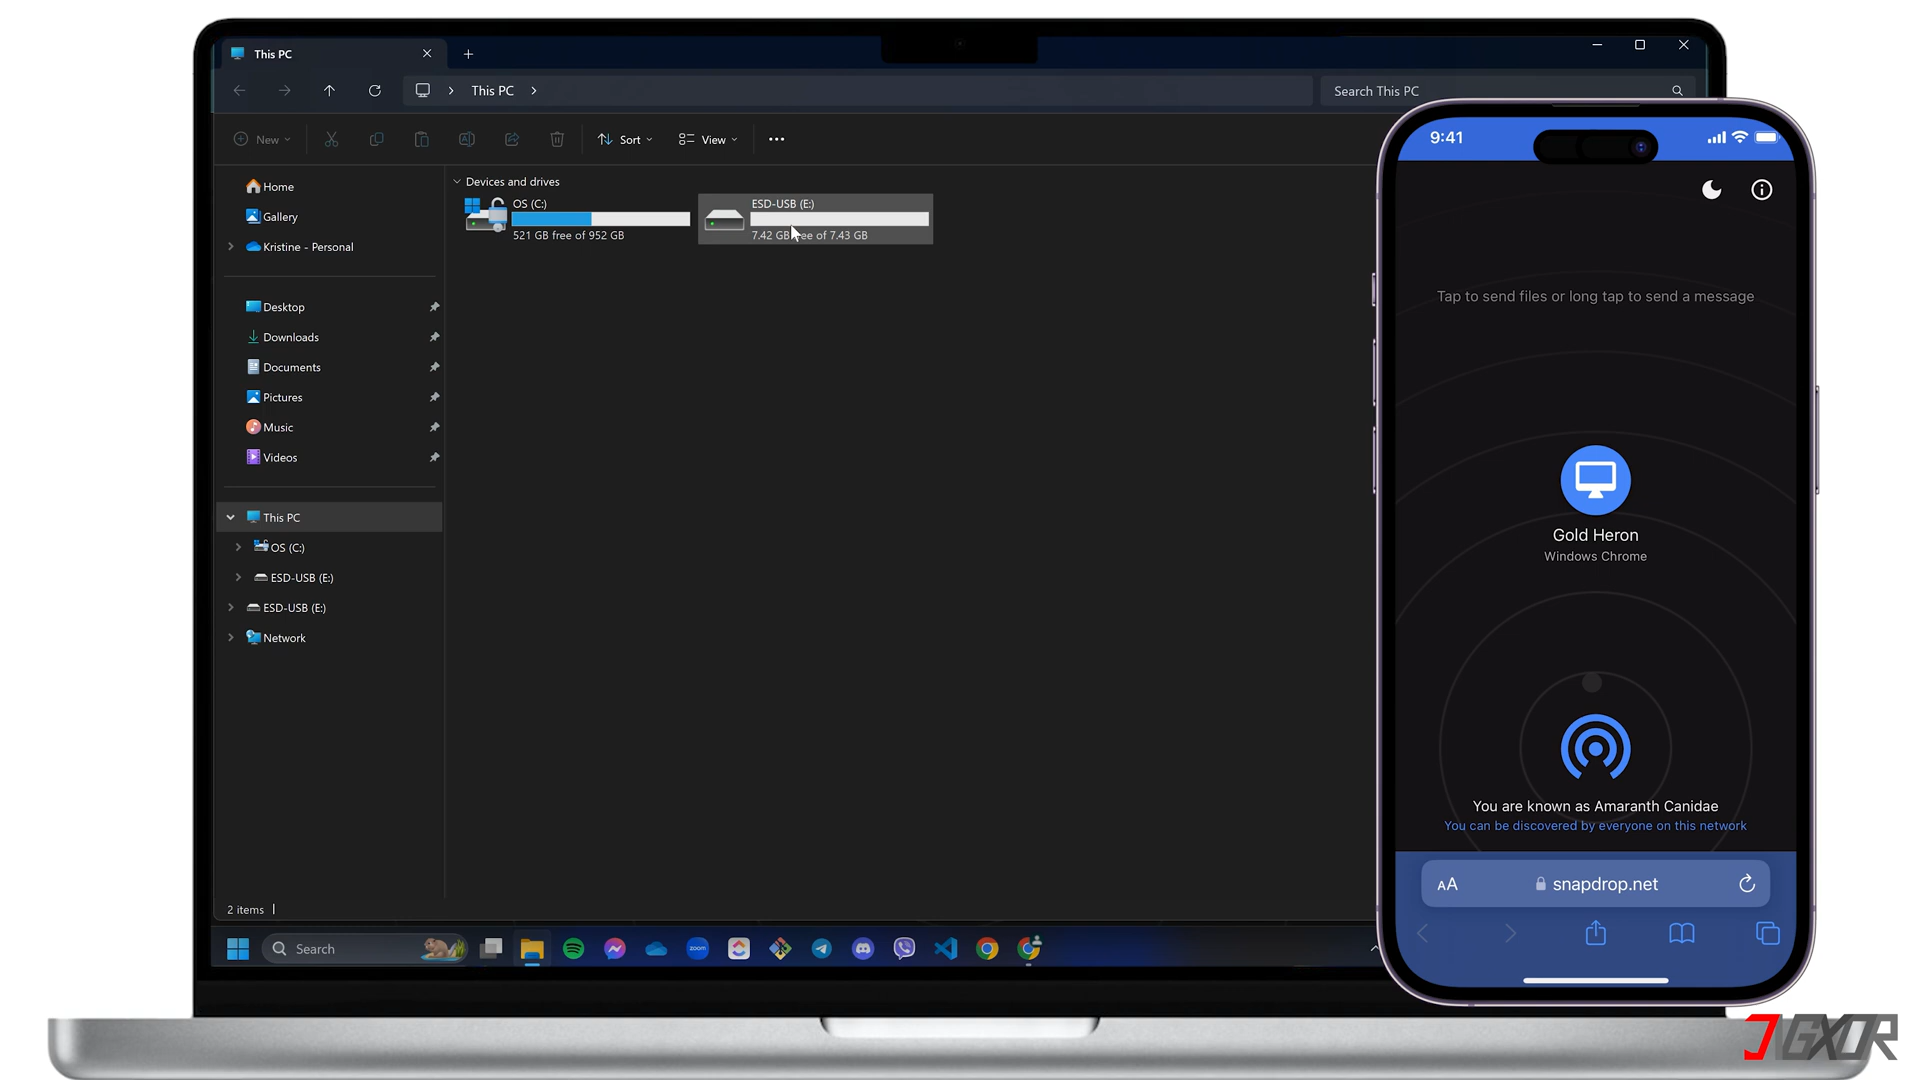 This PC
This PC
Search This PC
New
Sort
View
Home
Gallery
Kristine - Personal
Desktop
Downloads
Documents
Pictures
Music
Videos
This PC
OS (C:)
ESD-USB (E:)
ESD-USB (E:)
Network
Devices and drives
OS (C:)
521 GB free of 952 GB
ESD-USB (E:)
7.42 GB ee of 7.43 GB
2 items
Search
zoom
9:41
Tap to send files or long tap to send a message
Gold Heron
Windows Chrome
You are known as Amaranth Canidae
You can be discovered by everyone on this network
AA
snapdrop.net
JGXOR